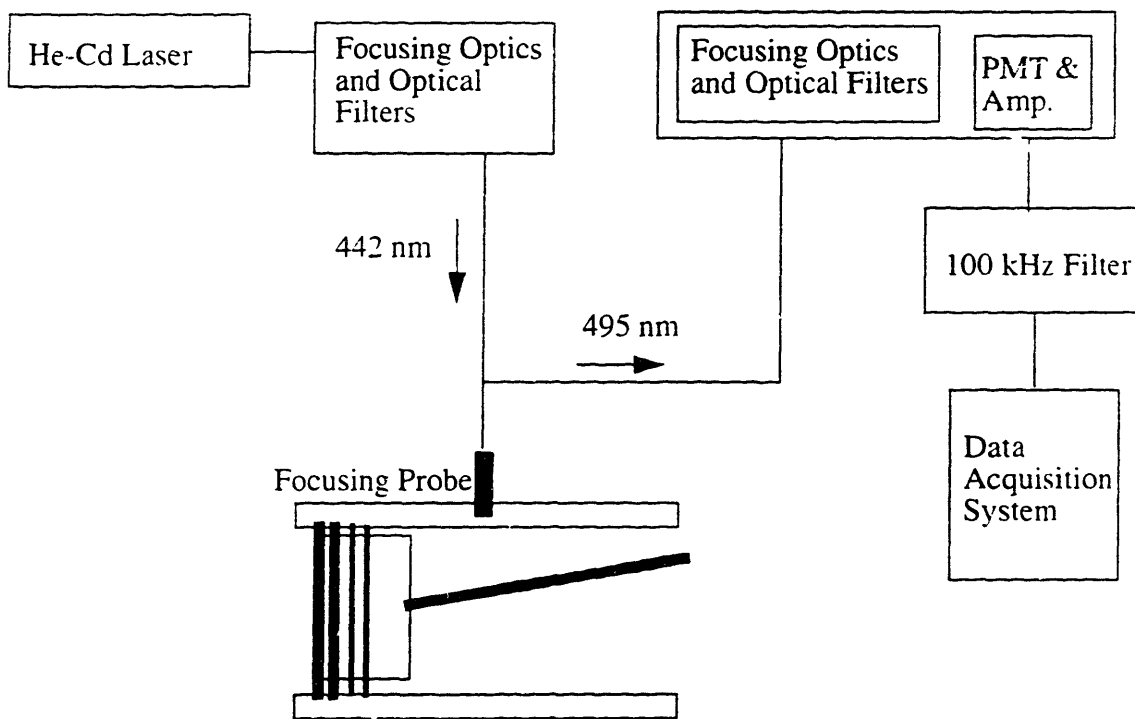 He-Cd Laser
Focusing Optics
and Optical
Filters
Focusing Optics
and Optical Filters
PMT &
Amp.
442 nm
495 nm
100 kHz Filter
Focusing Probe
Data
Acquisition
System